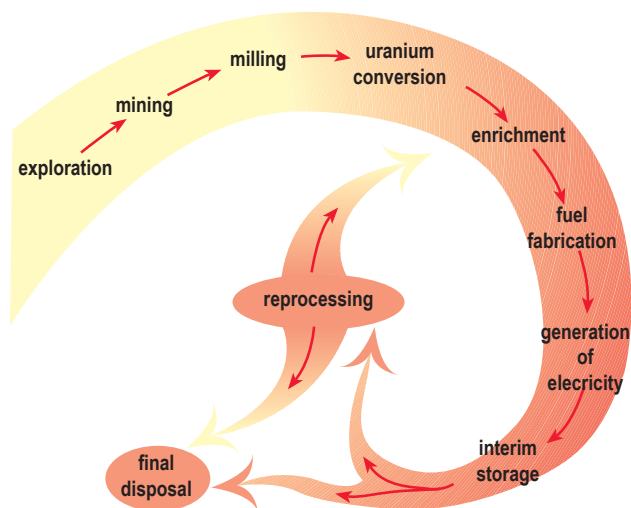 exploration
mining
milling
uranium
conversion
enrichment
fuel
fabrication
generation
of
elecricity
interim
storage
reprocessing
final
disposal